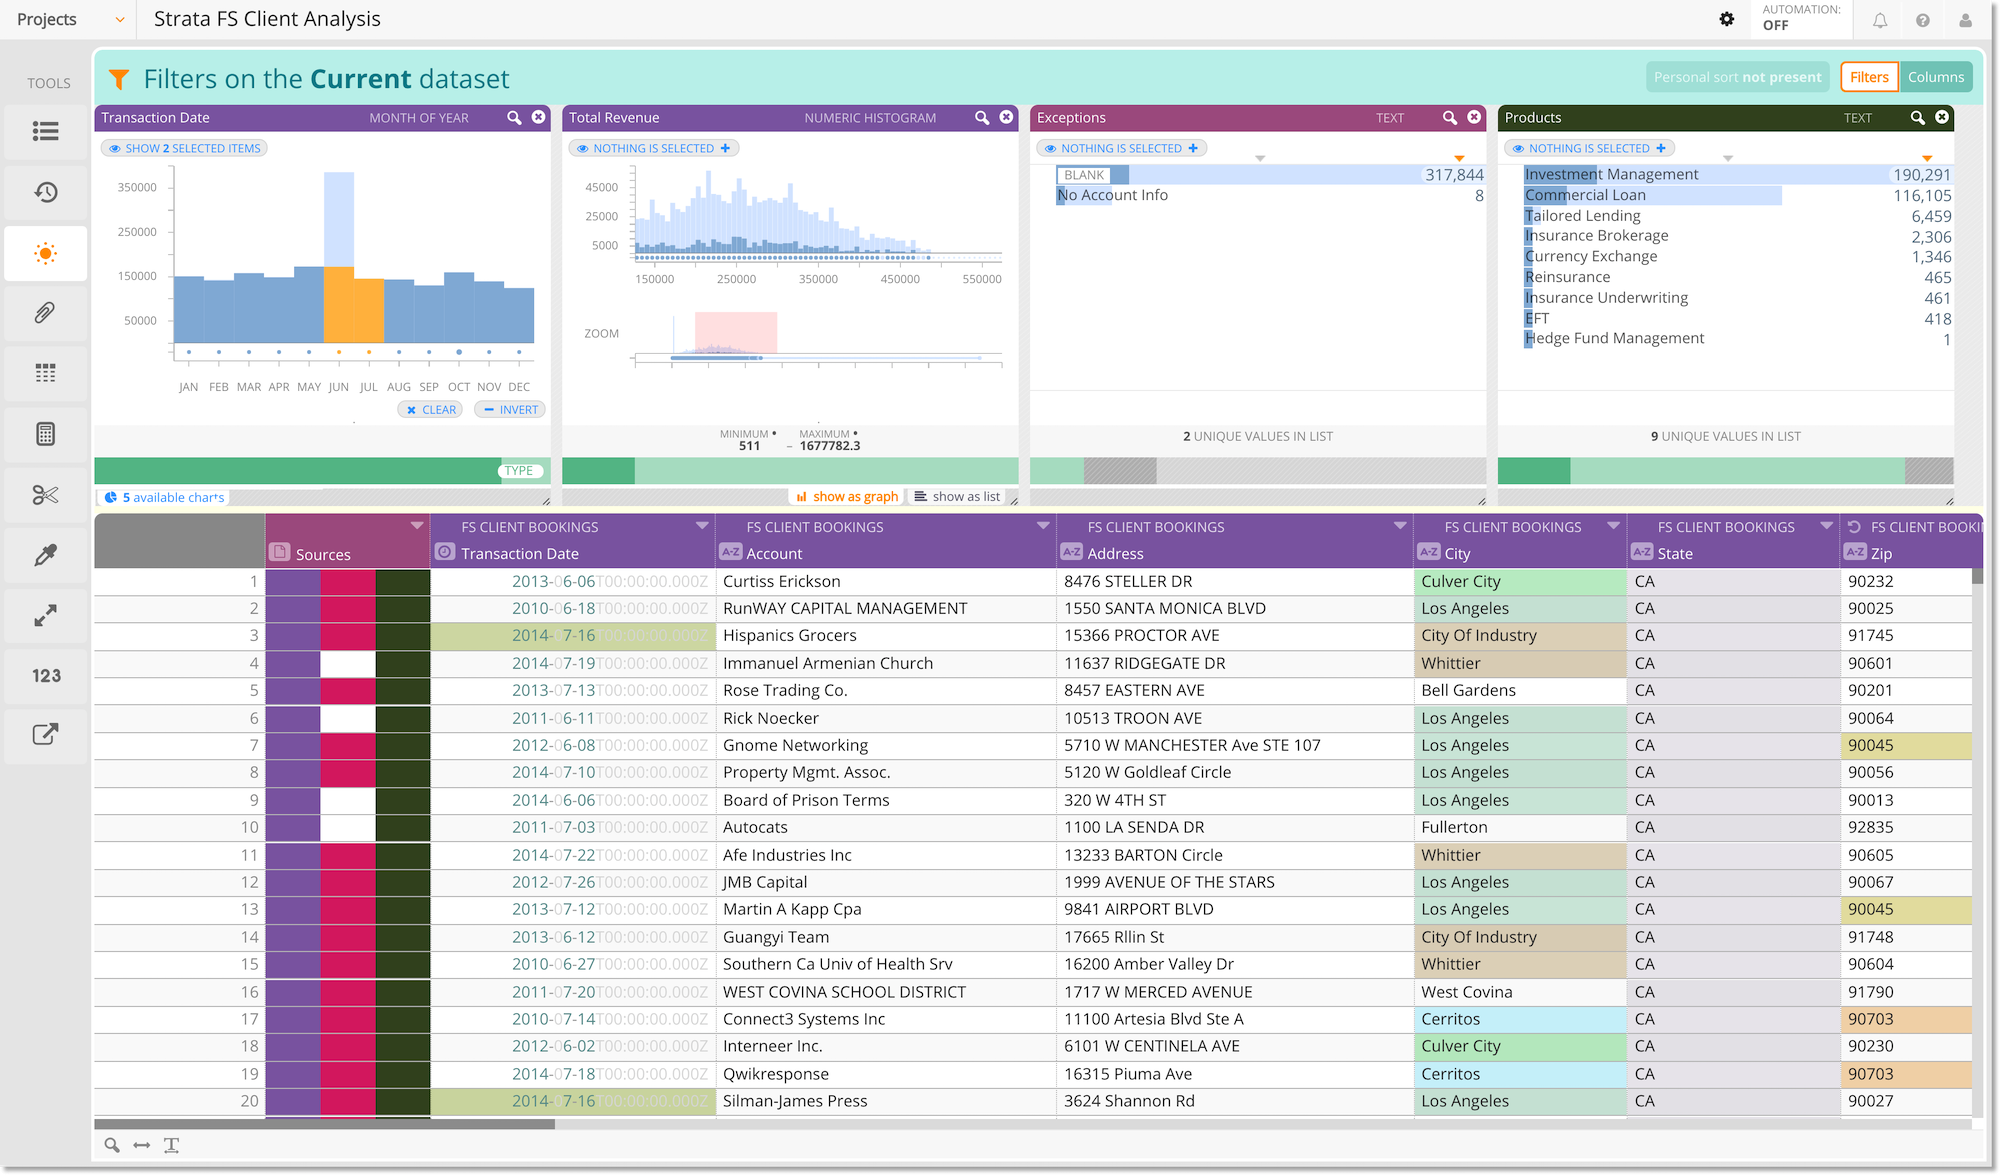 Projects
Strata FS Client Analysis
AUTOMATION:
OFF
TOOLS
123
Filters on the Current dataset
Personal sort not present
Filters
Columns
Transaction Date
MONTH OF YEAR
SHOW 2 SELECTED ITEMS
350000
250000
150000
50000
JAN FEB MAR APR MAY JUN JUL AUG SEP OCT NOV DEC
CLEAR
INVERT
TYPE
5 available charts
Total Revenue
NUMERIC HISTOGRAM
NOTHING IS SELECTED
45000
25000
5000
150000 250000 350000 450000 550000
ZOOM
MINIMUM MAXIMUM
511 – 1677782.3
show as graph
show as list
Exceptions
TEXT
NOTHING IS SELECTED
BLANK 317,844
No Account Info 8
2 UNIQUE VALUES IN LIST
Products
TEXT
NOTHING IS SELECTED
Investment Management 190,291
Commercial Loan 116,105
Tailored Lending 6,459
Insurance Brokerage 2,306
Currency Exchange 1,346
Reinsurance 465
Insurance Underwriting 461
EFT 418
Hedge Fund Management 1
9 UNIQUE VALUES IN LIST
FS CLIENT BOOKINGS FS CLIENT BOOKINGS FS CLIENT BOOKINGS FS CLIENT BOOKINGS FS CLIENT BOOKINGS FS CLIENT BOOKI
Sources Transaction Date A-Z Account A-Z Address A-Z City A-Z State A-Z Zip
1 2013-06-06T00:00:00.000Z Curtiss Erickson 8476 STELLER DR Culver City CA 90232
2 2010-06-18T00:00:00.000Z RunWAY CAPITAL MANAGEMENT 1550 SANTA MONICA BLVD Los Angeles CA 90025
3 2014-07-16T00:00:00.000Z Hispanics Grocers 15366 PROCTOR AVE City Of Industry CA 91745
4 2014-07-19T00:00:00.000Z Immanuel Armenian Church 11637 RIDGEGATE DR Whittier CA 90601
5 2013-07-13T00:00:00.000Z Rose Trading Co. 8457 EASTERN AVE Bell Gardens CA 90201
6 2011-06-11T00:00:00.000Z Rick Noecker 10513 TROON AVE Los Angeles CA 90064
7 2012-06-08T00:00:00.000Z Gnome Networking 5710 W MANCHESTER Ave STE 107 Los Angeles CA 90045
8 2014-07-10T00:00:00.000Z Property Mgmt. Assoc. 5120 W Goldleaf Circle Los Angeles CA 90056
9 2014-06-06T00:00:00.000Z Board of Prison Terms 320 W 4TH ST Los Angeles CA 90013
10 2011-07-03T00:00:00.000Z Autocats 1100 LA SENDA DR Fullerton CA 92835
11 2014-07-22T00:00:00.000Z Afe Industries Inc 13233 BARTON Circle Whittier CA 90605
12 2012-07-26T00:00:00.000Z JMB Capital 1999 AVENUE OF THE STARS Los Angeles CA 90067
13 2013-07-12T00:00:00.000Z Martin A Kapp Cpa 9841 AIRPORT BLVD Los Angeles CA 90045
14 2013-06-12T00:00:00.000Z Guangyi Team 17665 Rllin St City Of Industry CA 91748
15 2010-06-27T00:00:00.000Z Southern Ca Univ of Health Srv 16200 Amber Valley Dr Whittier CA 90604
16 2011-07-20T00:00:00.000Z WEST COVINA SCHOOL DISTRICT 1717 W MERCED AVENUE West Covina CA 91790
17 2010-07-14T00:00:00.000Z Connect3 Systems Inc 11100 Artesia Blvd Ste A Cerritos CA 90703
18 2012-06-02T00:00:00.000Z Interneer Inc. 6101 W CENTINELA AVE Culver City CA 90230
19 2014-07-18T00:00:00.000Z Qwikresponse 16315 Piuma Ave Cerritos CA 90703
20 2014-07-16T00:00:00.000Z Silman-James Press 3624 Shannon Rd Los Angeles CA 90027